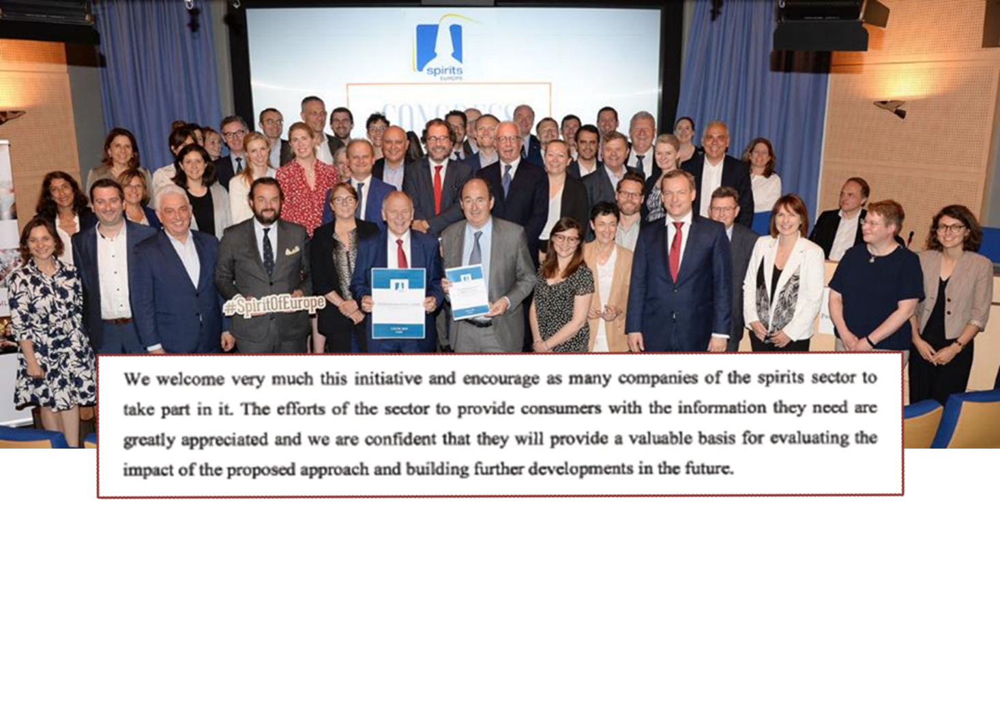 spirits
EUROPE
CONGRESS
#SpiritOfEurope
We welcome very much this initiative and encourage as many companies of the spirits sector to
take part in it. The efforts of the sector to provide consumers with the information they need are
greatly appreciated and we are confident that they will provide a valuable basis for evaluating the
impact of the proposed approach and building further developments in the future.